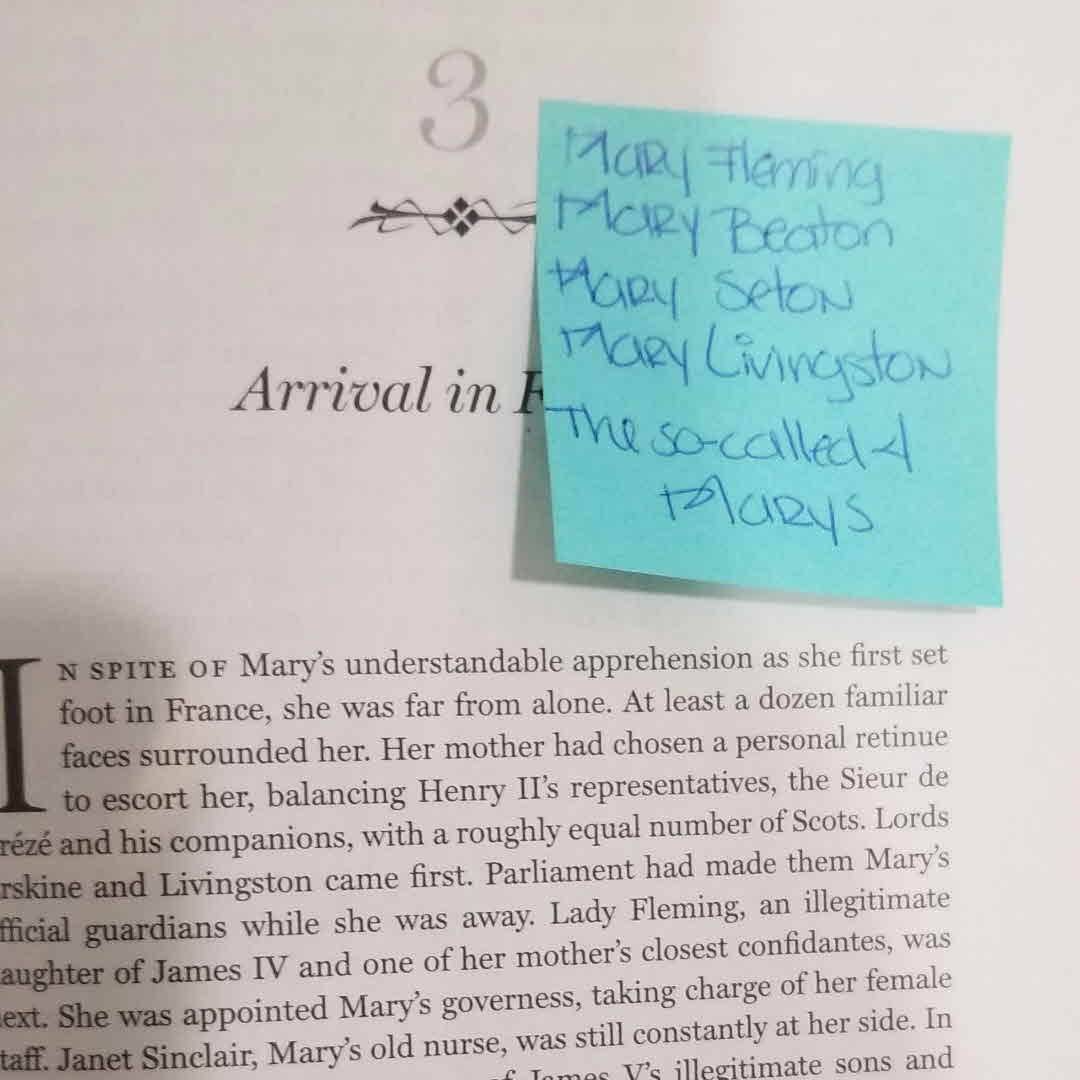 3
Mary Fleming
Mary Beaton
Mary Seton
Mary Livingston
The so-called 4
Marys
Arrival in
IN SPITE OF Mary's understandable apprehension as she first set
foot in France, she was far from alone. At least a dozen familiar
faces surrounded her. Her mother had chosen a personal retinue
to escort her, balancing Henry II's representatives, the Sieur de
rézé and his companions, with a roughly equal number of Scots. Lords
rskine and Livingston came first. Parliament had made them Mary's
fficial guardians while she was away. Lady Fleming, an illegitimate
aughter of James IV and one of her mother's closest confidantes, was
ext. She was appointed Mary's governess, taking charge of her female
taff. Janet Sinclair, Mary's old nurse, was still constantly at her side. In
of James V's illegitimate sons and